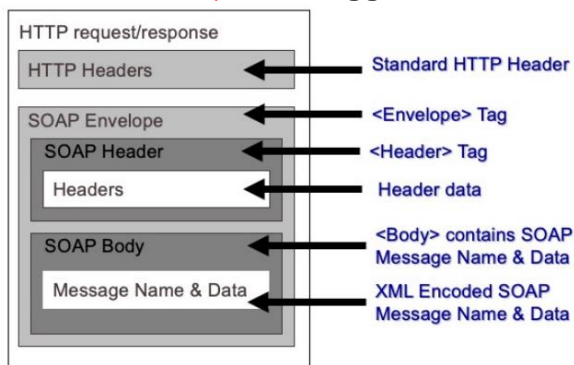 HTTP request/response
HTTP Headers
Standard HTTP Header
SOAP Envelope
<Envelope> Tag
SOAP Header
<Header> Tag
Headers
Header data
SOAP Body
<Body> contains SOAP
Message Name & Data
Message Name & Data
XML Encoded SOAP
Message Name & Data